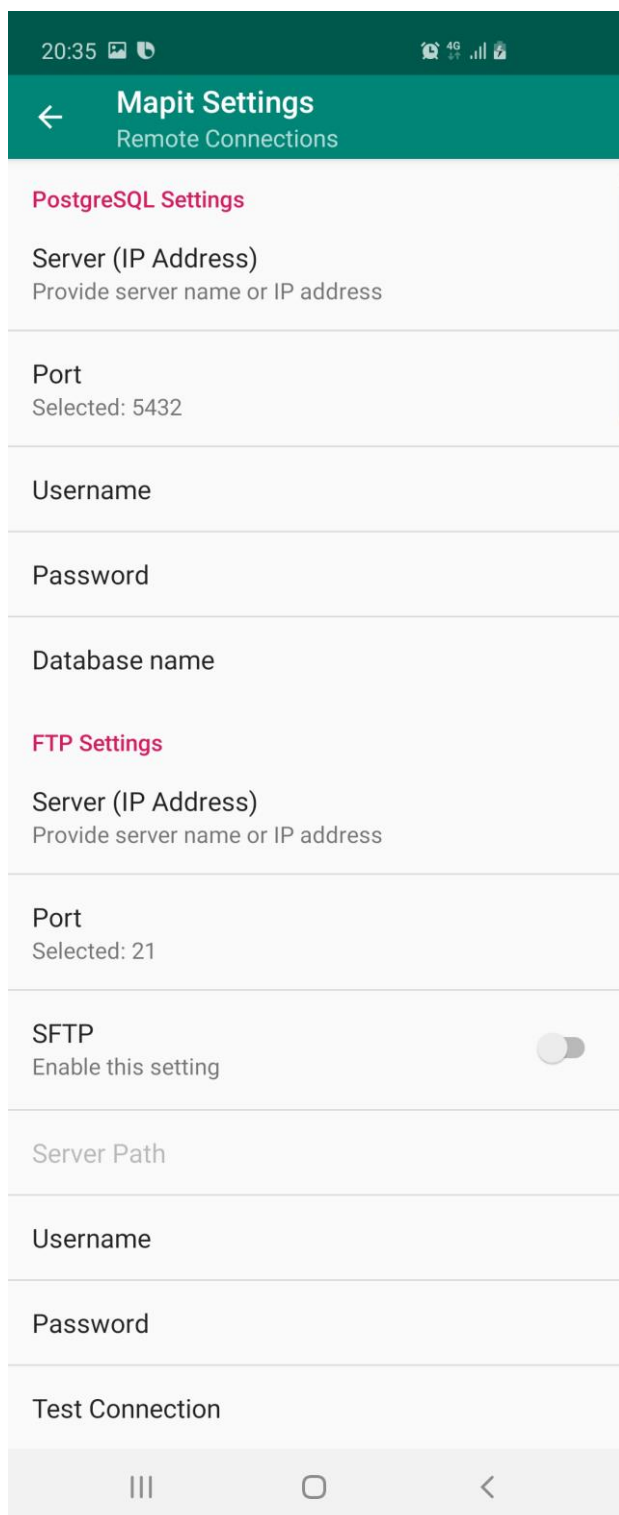 20:35
4G
Mapit Settings
Remote Connections
PostgreSQL Settings
Server (IP Address)
Provide server name or IP address
Port
Selected: 5432
Username
Password
Database name
FTP Settings
Server (IP Address)
Provide server name or IP address
Port
Selected: 21
SFTP
Enable this setting
Server Path
Username
Password
Test Connection